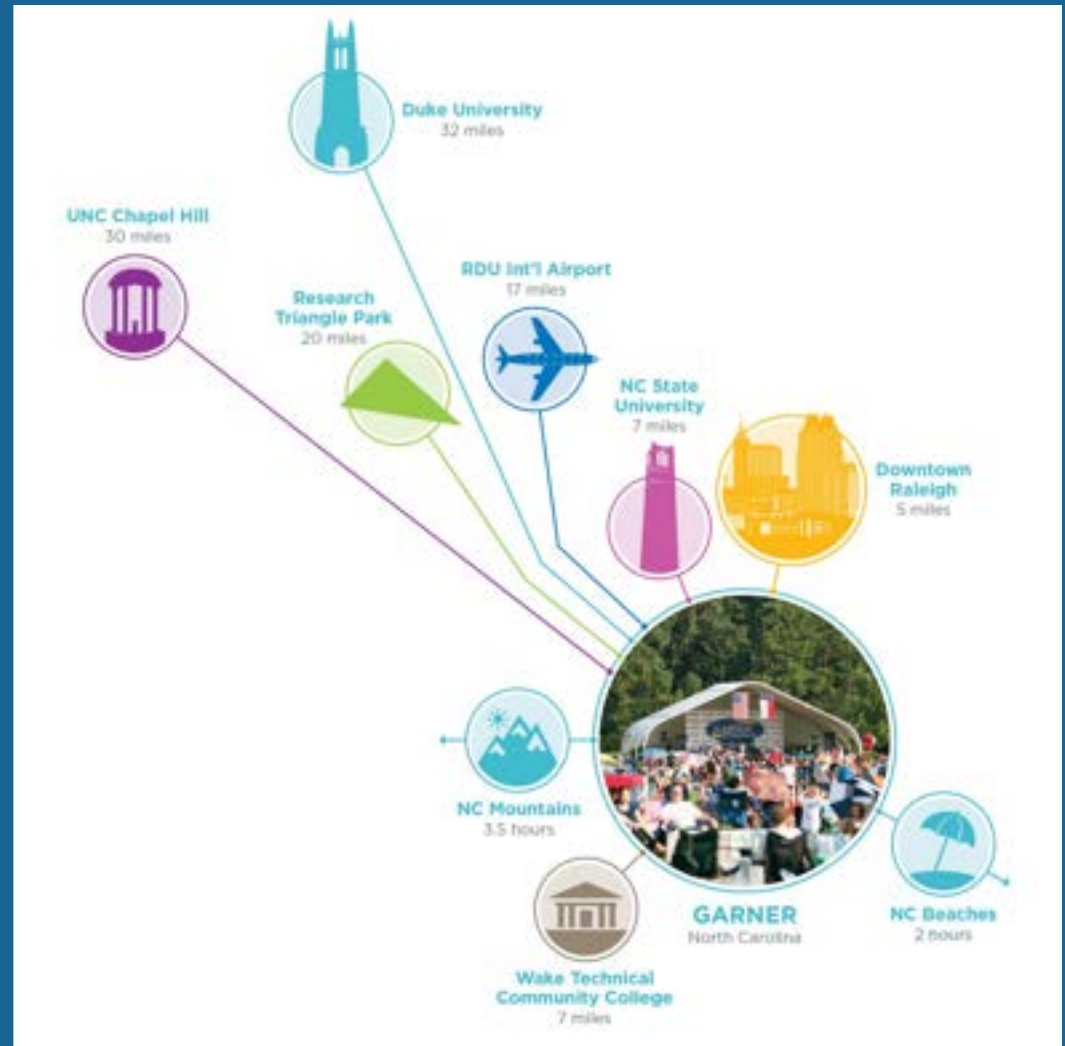 Duke University
32 miles
UNC Chapel Hill
30 miles
RDU Int'l Airport
17 miles
Research
Triangle Park
20 miles
NC State
University
7 miles
Downtown
Raleigh
5 miles
NC Mountains
3.5 hours
GARNER
North Carolina
NC Beaches
2 hours
Wake Technical
Community College
7 miles